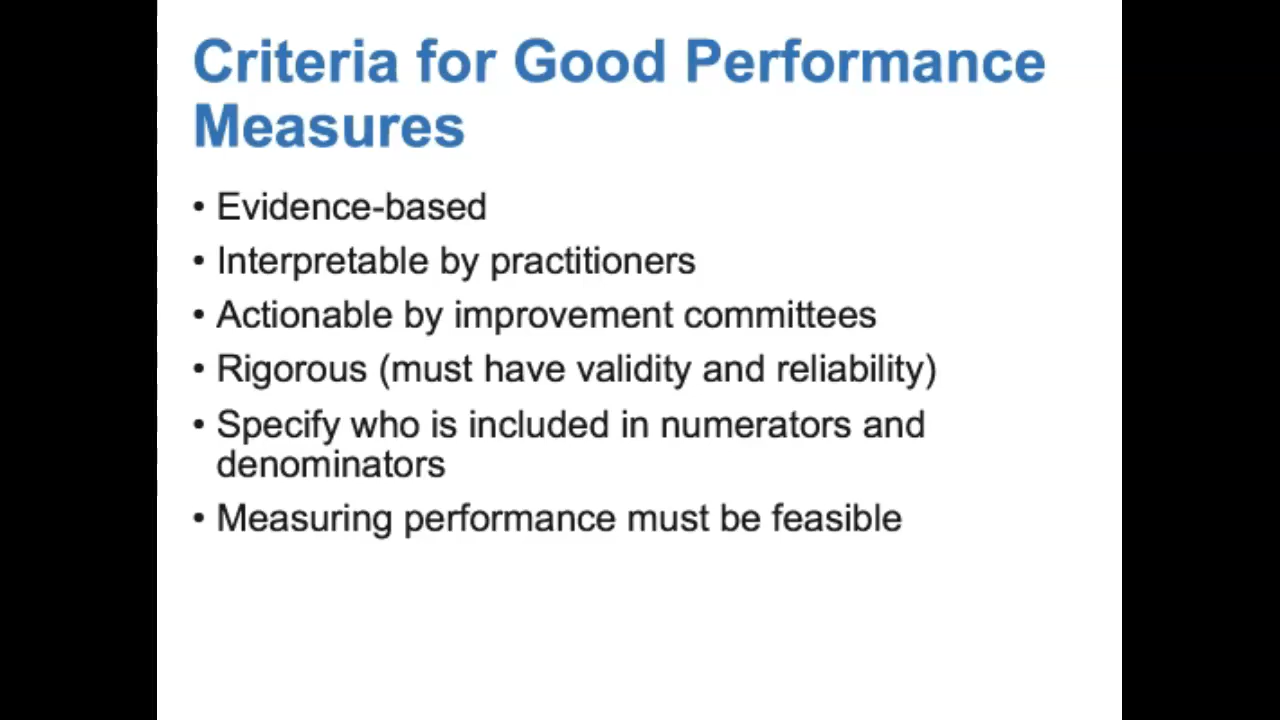 Criteria for Good Performance
Measures
• Evidence-based
• Interpretable by practitioners
• Actionable by improvement committees
• Rigorous (must have validity and reliability)
• Specify who is included in numerators and
denominators
• Measuring performance must be feasible